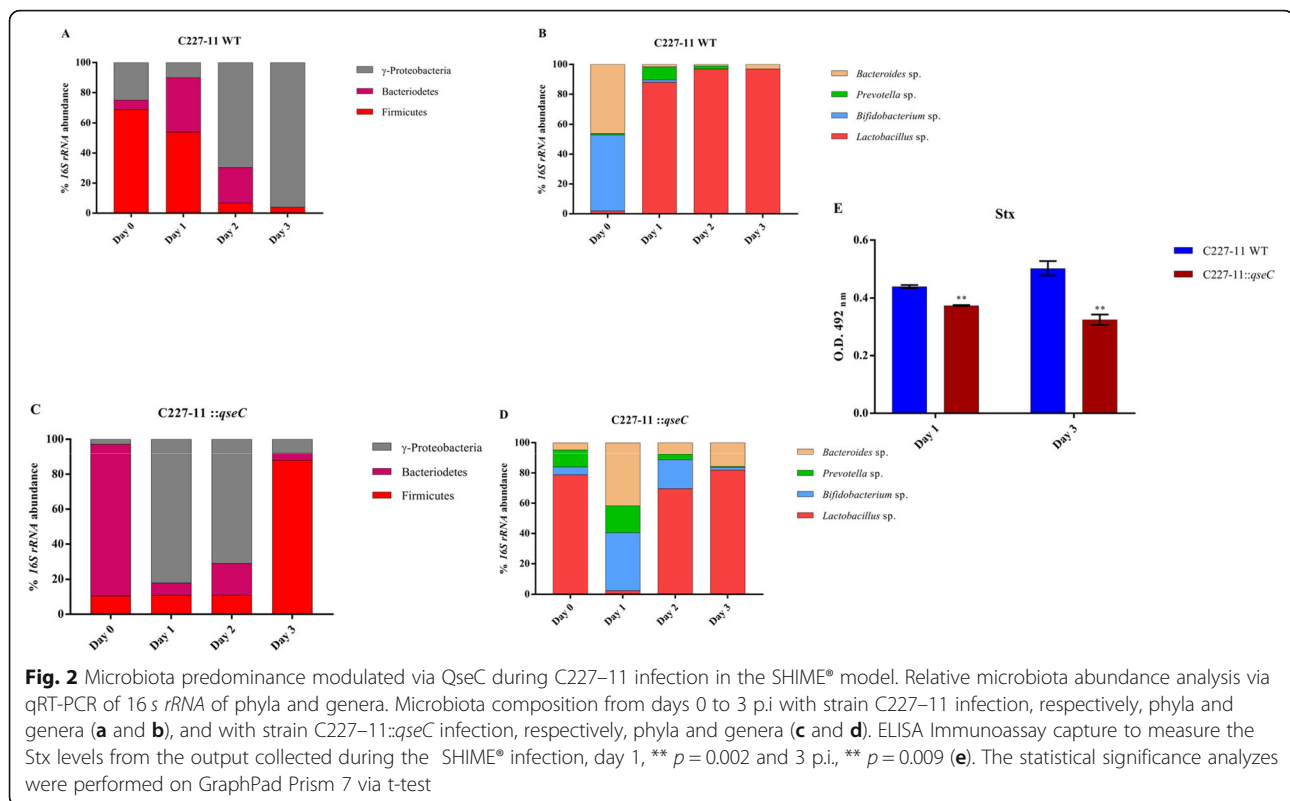 A
C227-11 WT
% 16S rRNA abundance
100
80
60
40
20
0
Day 0
Day 1
Day 2
Day 3
γ-Proteobacteria
Bacteriodetes
Firmicutes
B
C227-11 WT
% 16S rRNA abundance
100
80
60
40
20
0
Day 0
Day 1
Day 2
Day 3
Bacteroides sp.
Prevotella sp.
Bifidobacterium sp.
Lactobacillus sp.
E
Stx
O.D. 492 nm
0.6
0.4
0.2
0.0
**
**
Day 1
Day 3
C227-11 WT
C227-11::qseC
C
C227-11 ::qseC
% 16S rRNA abundance
100
80
60
40
20
0
Day 0
Day 1
Day 2
Day 3
γ-Proteobacteria
Bacteriodetes
Firmicutes
D
C227-11 ::qseC
% 16S rRNA abundance
100
80
60
40
20
0
Day 0
Day 1
Day 2
Day 3
Bacteroides sp.
Prevotella sp.
Bifidobacterium sp.
Lactobacillus sp.
Fig. 2 Microbiota predominance modulated via QseC during C227–11 infection in the SHIME® model. Relative microbiota abundance analysis via
qRT-PCR of 16 s rRNA of phyla and genera. Microbiota composition from days 0 to 3 p.i with strain C227–11 infection, respectively, phyla and
genera (a and b), and with strain C227–11::qseC infection, respectively, phyla and genera (c and d). ELISA Immunoassay capture to measure the
Stx levels from the output collected during the SHIME® infection, day 1, ** p = 0.002 and 3 p.i., ** p = 0.009 (e). The statistical significance analyzes
were performed on GraphPad Prism 7 via t-test